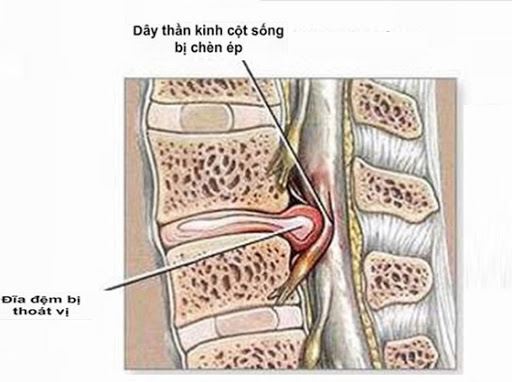 Dây thần kinh cột sống
bị chèn ép
Đĩa đệm bị
thoát vị